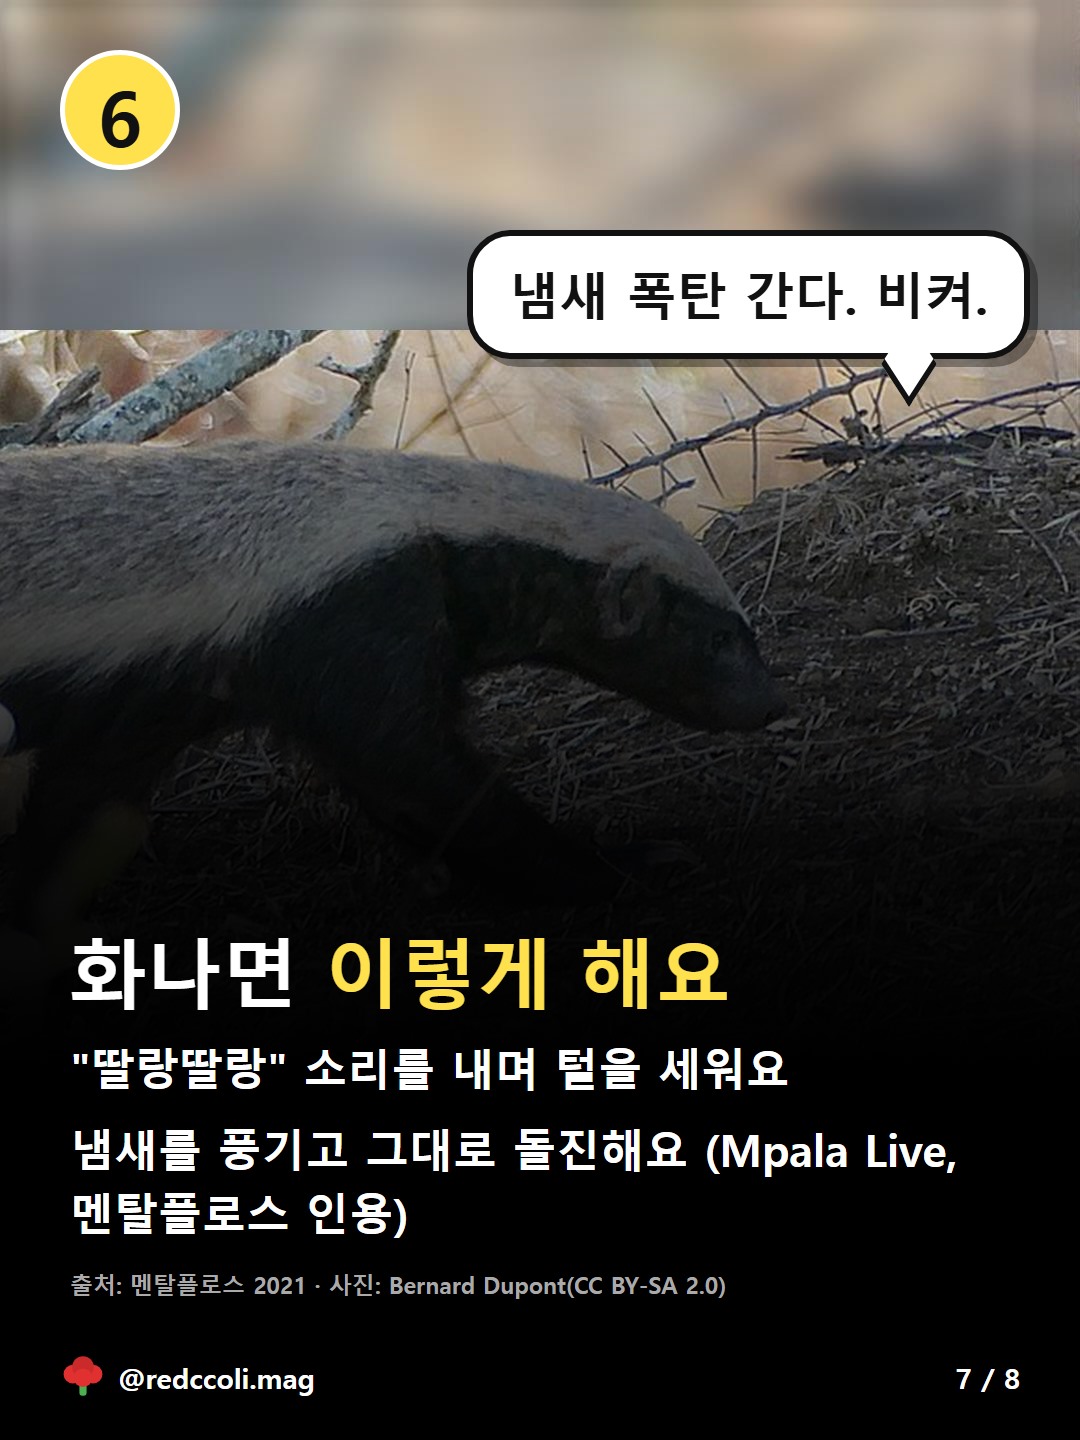 6
냄새 폭탄 간다. 비켜.
화나면 이렇게 해요
"딸랑딸랑" 소리를 내며 털을 세워요
냄새를 풍기고 그대로 돌진해요 (Mpala Live,
멘탈플로스 인용)
출처: 멘탈플로스 2021 · 사진: Bernard Dupont(CC BY-SA 2.0)
@redccoli.mag
7 / 8